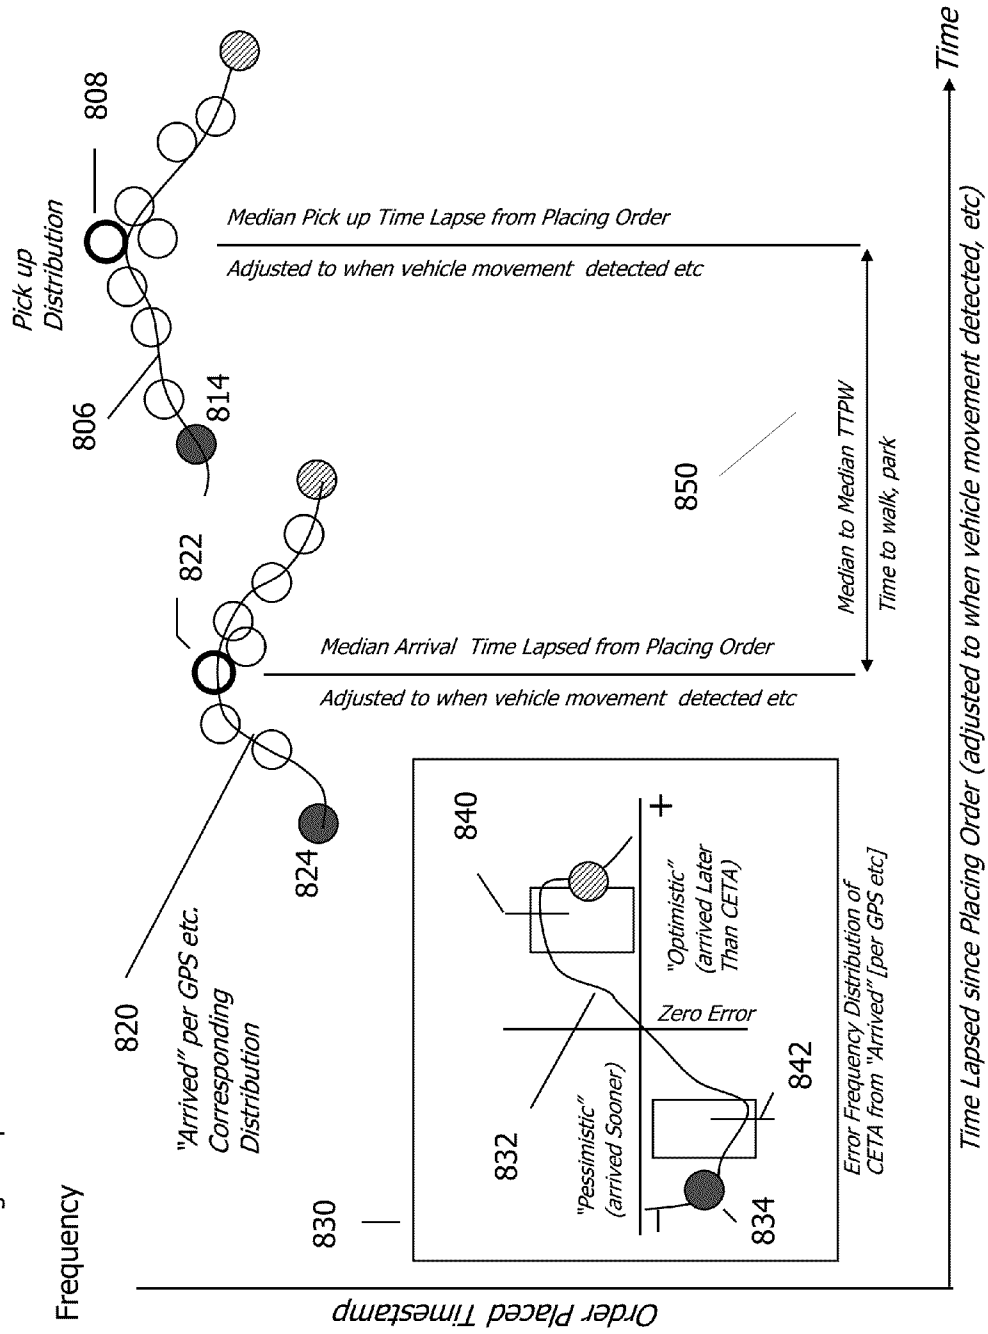 Frequency
Pick up
Distribution
808
806
814
822
"Arrived" per GPS etc.
Corresponding
Distribution
820
824
Median Pick up Time Lapse from Placing Order
Adjusted to when vehicle movement detected etc
Median Arrival Time Lapsed from Placing Order
Adjusted to when vehicle movement detected etc
850
Median to Median TTPW
Time to walk, park
830
832
840
"Pessimistic"
(arrived Sooner)
"Optimistic"
(arrived Later
Than CETA)
Zero Error
+
–
834
842
Error Frequency Distribution of
CETA from "Arrived" [per GPS etc]
Order Placed Timestamp
Time
Time Lapsed since Placing Order (adjusted to when vehicle movement detected, etc)